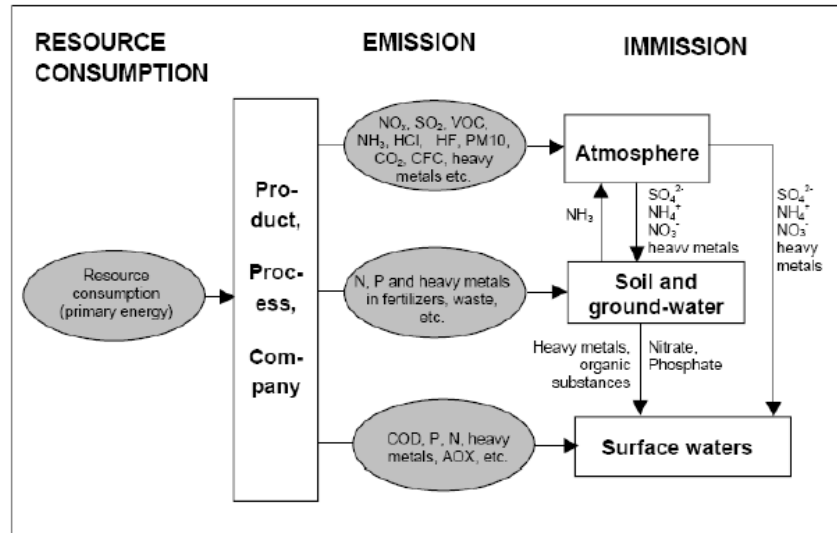 RESOURCE
CONSUMPTION
EMISSION
IMMISSION
Resource
consumption
(primary energy)
Pro-
duct,
Proc-
ess,
Com-
pany
NOₓ, SO₂, VOC,
NH₃, HCl, HF, PM10,
CO₂, CFC, heavy
metals etc.
N, P and heavy metals
in fertilizers, waste,
etc.
COD, P, N, heavy
metals, AOX, etc.
Atmosphere
NH₃
SO₄²⁻
NH₄⁺
NO₃⁻
heavy metals
SO₄²⁻
NH₄⁺
NO₃⁻
heavy
metals
Soil and
ground-water
Heavy metals,
organic
substances
Nitrate,
Phosphate
Surface waters